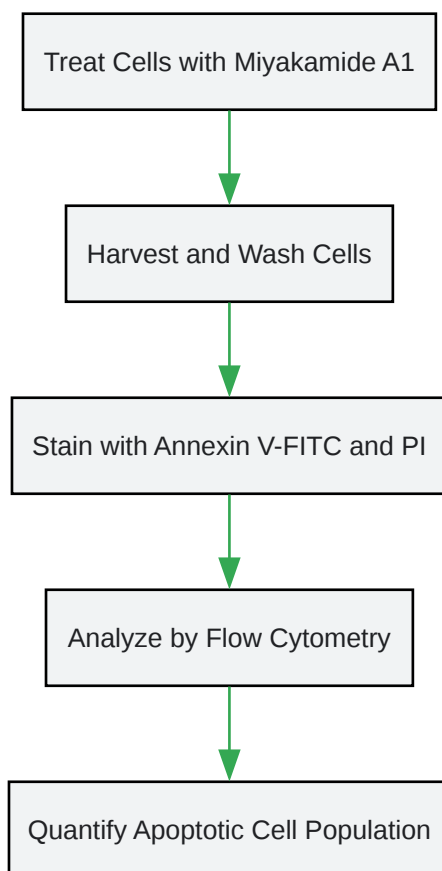 Treat Cells with Miyakamide A1
Harvest and Wash Cells
Stain with Annexin V-FITC and PI
Analyze by Flow Cytometry
Quantify Apoptotic Cell Population